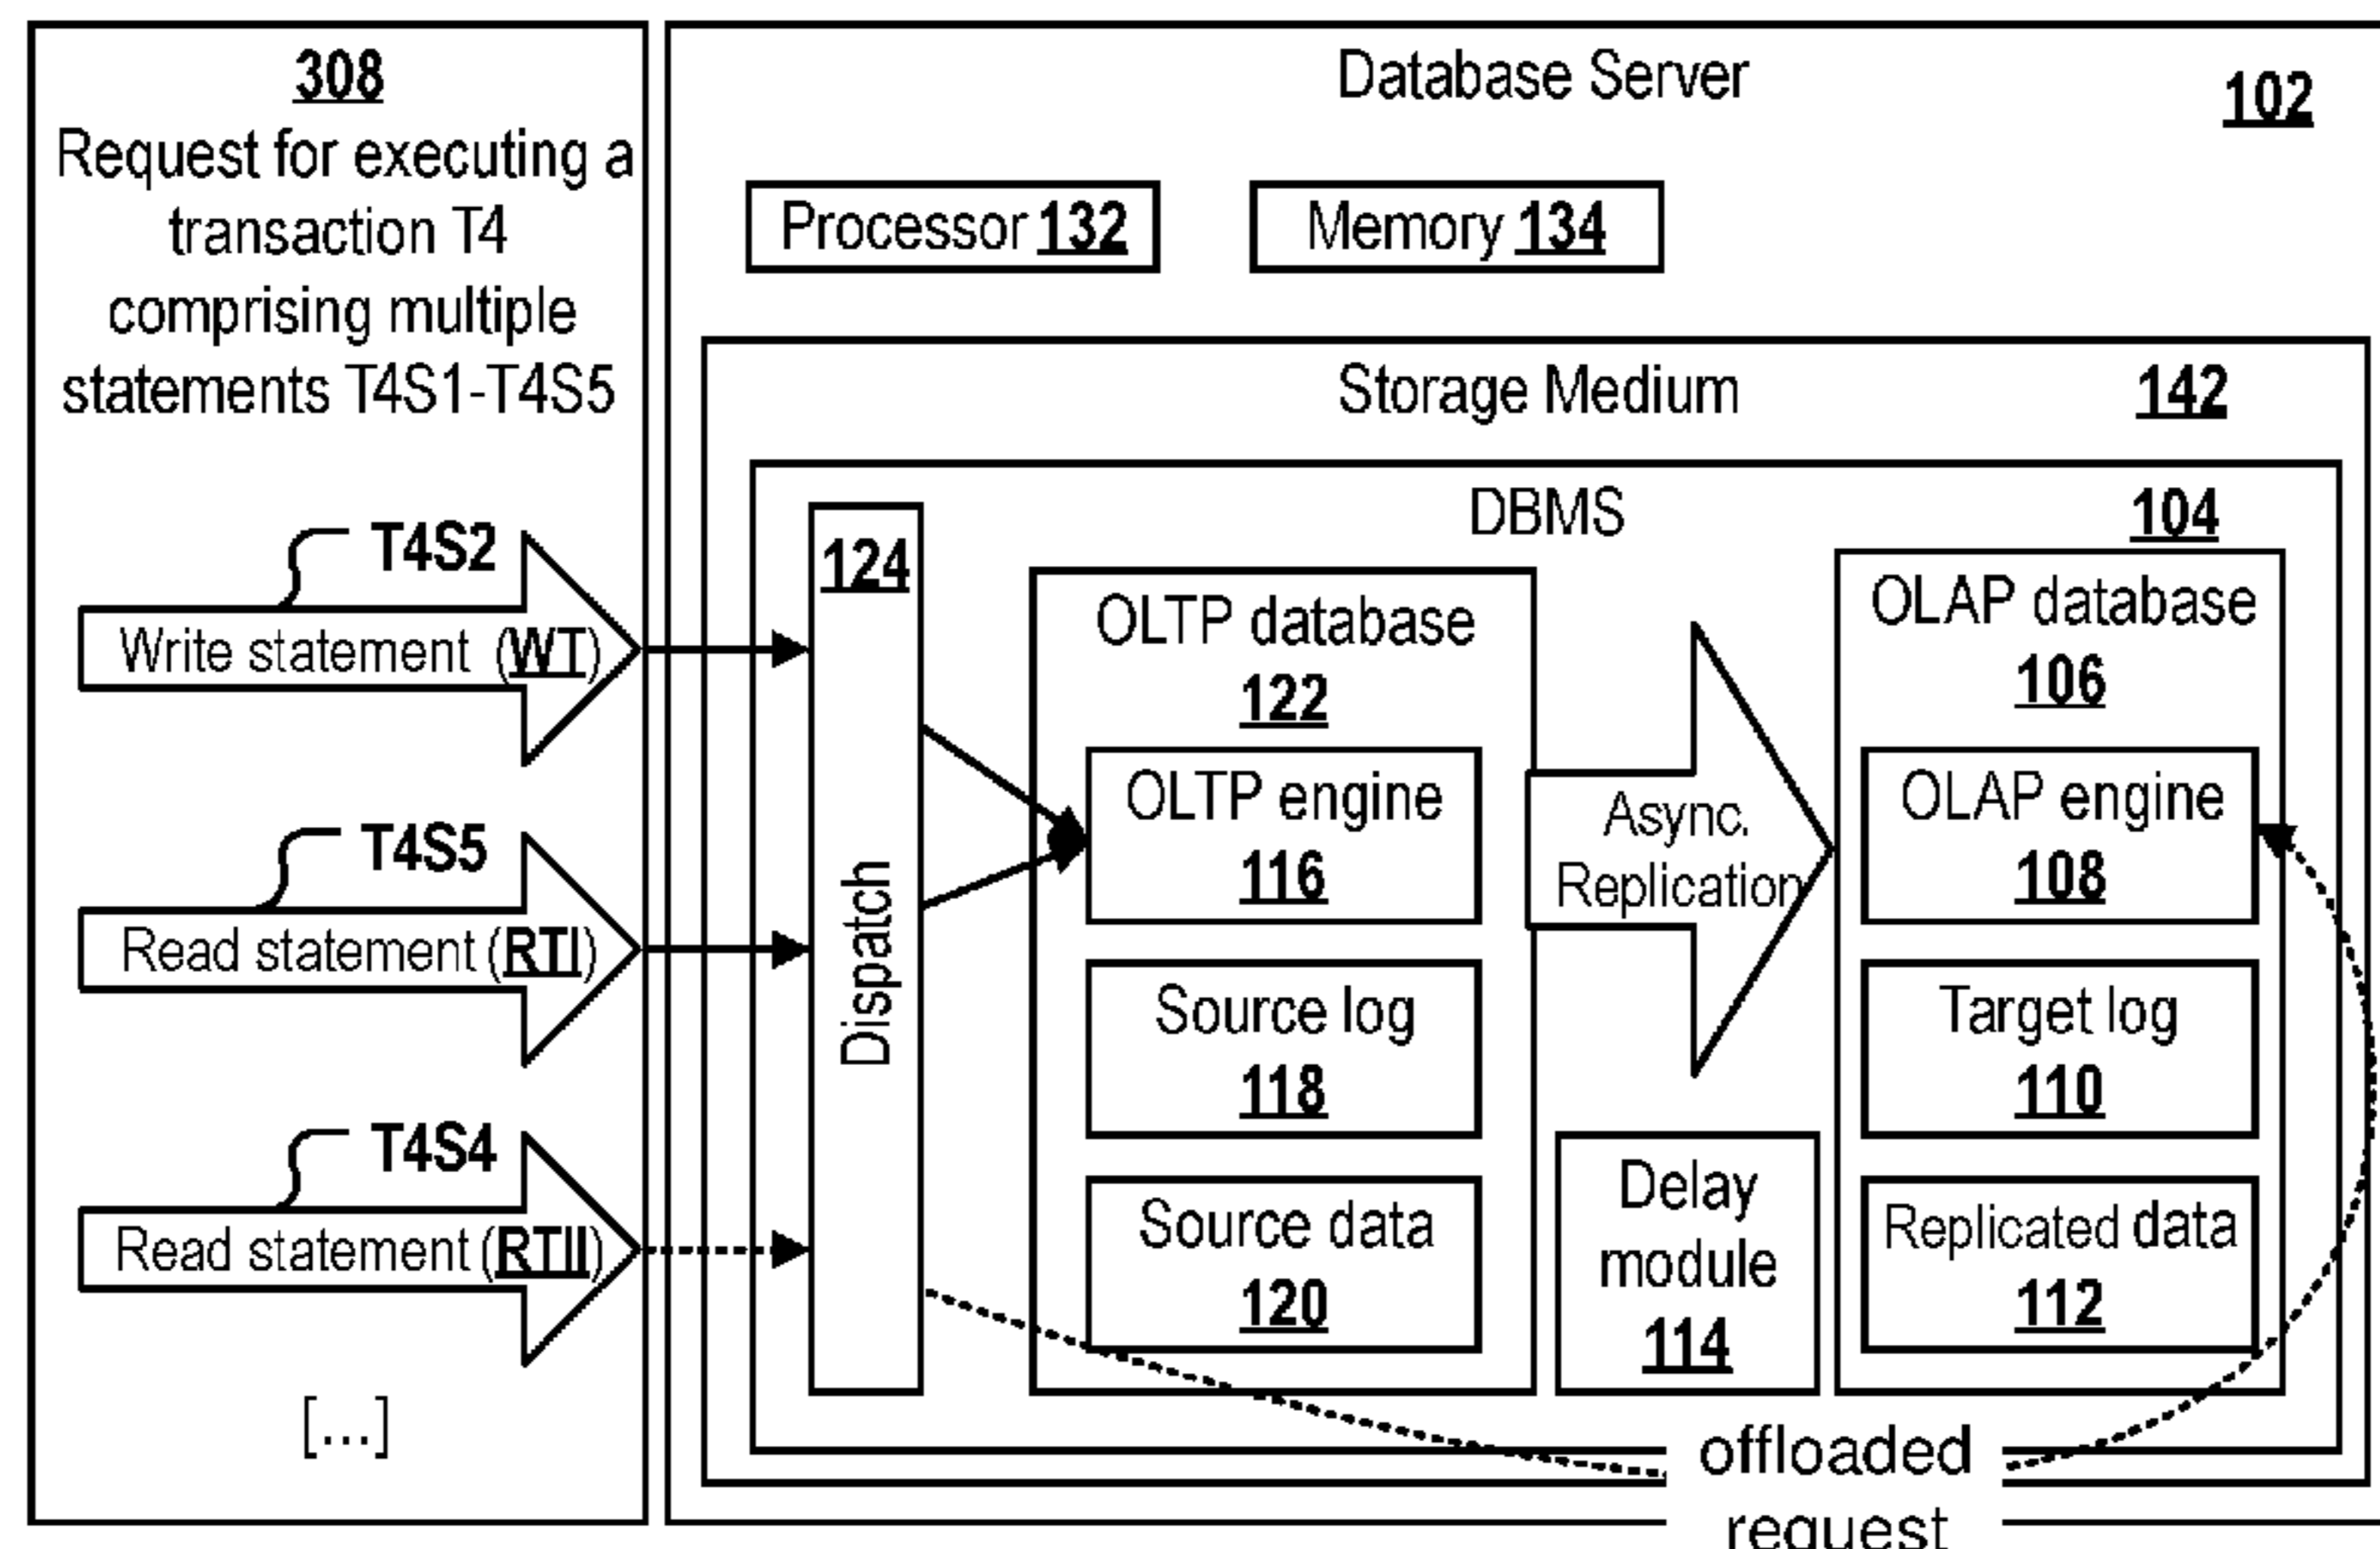 308
Request for executing a
transaction T4
comprising multiple
statements T4S1-T4S5
T4S2
Write statement (WT)
T4S5
Read statement (RTI)
T4S4
Read statement (RTII)
[...]
Database Server
102
Processor 132
Memory 134
Storage Medium
142
DBMS
104
124
Dispatch
OLTP database
122
OLTP engine
116
Source log
118
Source data
120
Async.
Replication
Delay
module
114
OLAP database
106
OLAP engine
108
Target log
110
Replicated data
112
offloaded
request